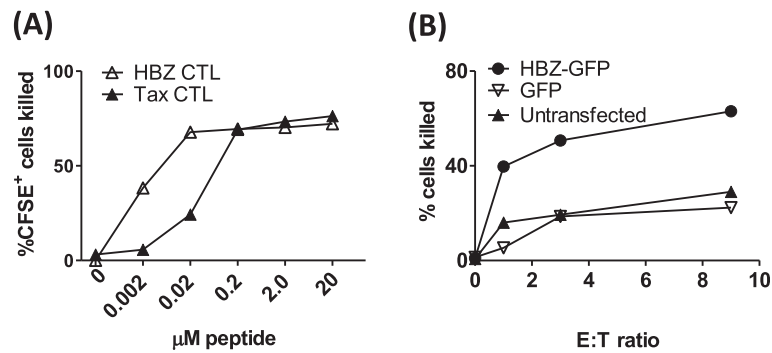 (A)
%CFSE+ cells killed
100
50
0
HBZ CTL
Tax CTL
0
0.002
0.02
0.2
2.0
20
μM peptide
(B)
% cells killed
80
40
0
HBZ-GFP
GFP
Untransfected
0
2
4
6
8
10
E:T ratio